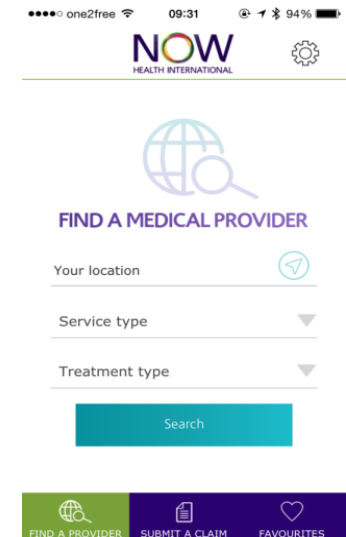 one2free 09:31 94%
NOW
HEALTH INTERNATIONAL
FIND A MEDICAL PROVIDER
Your location
Service type
Treatment type
Search
FIND A PROVIDER SUBMIT A CLAIM FAVOURITES